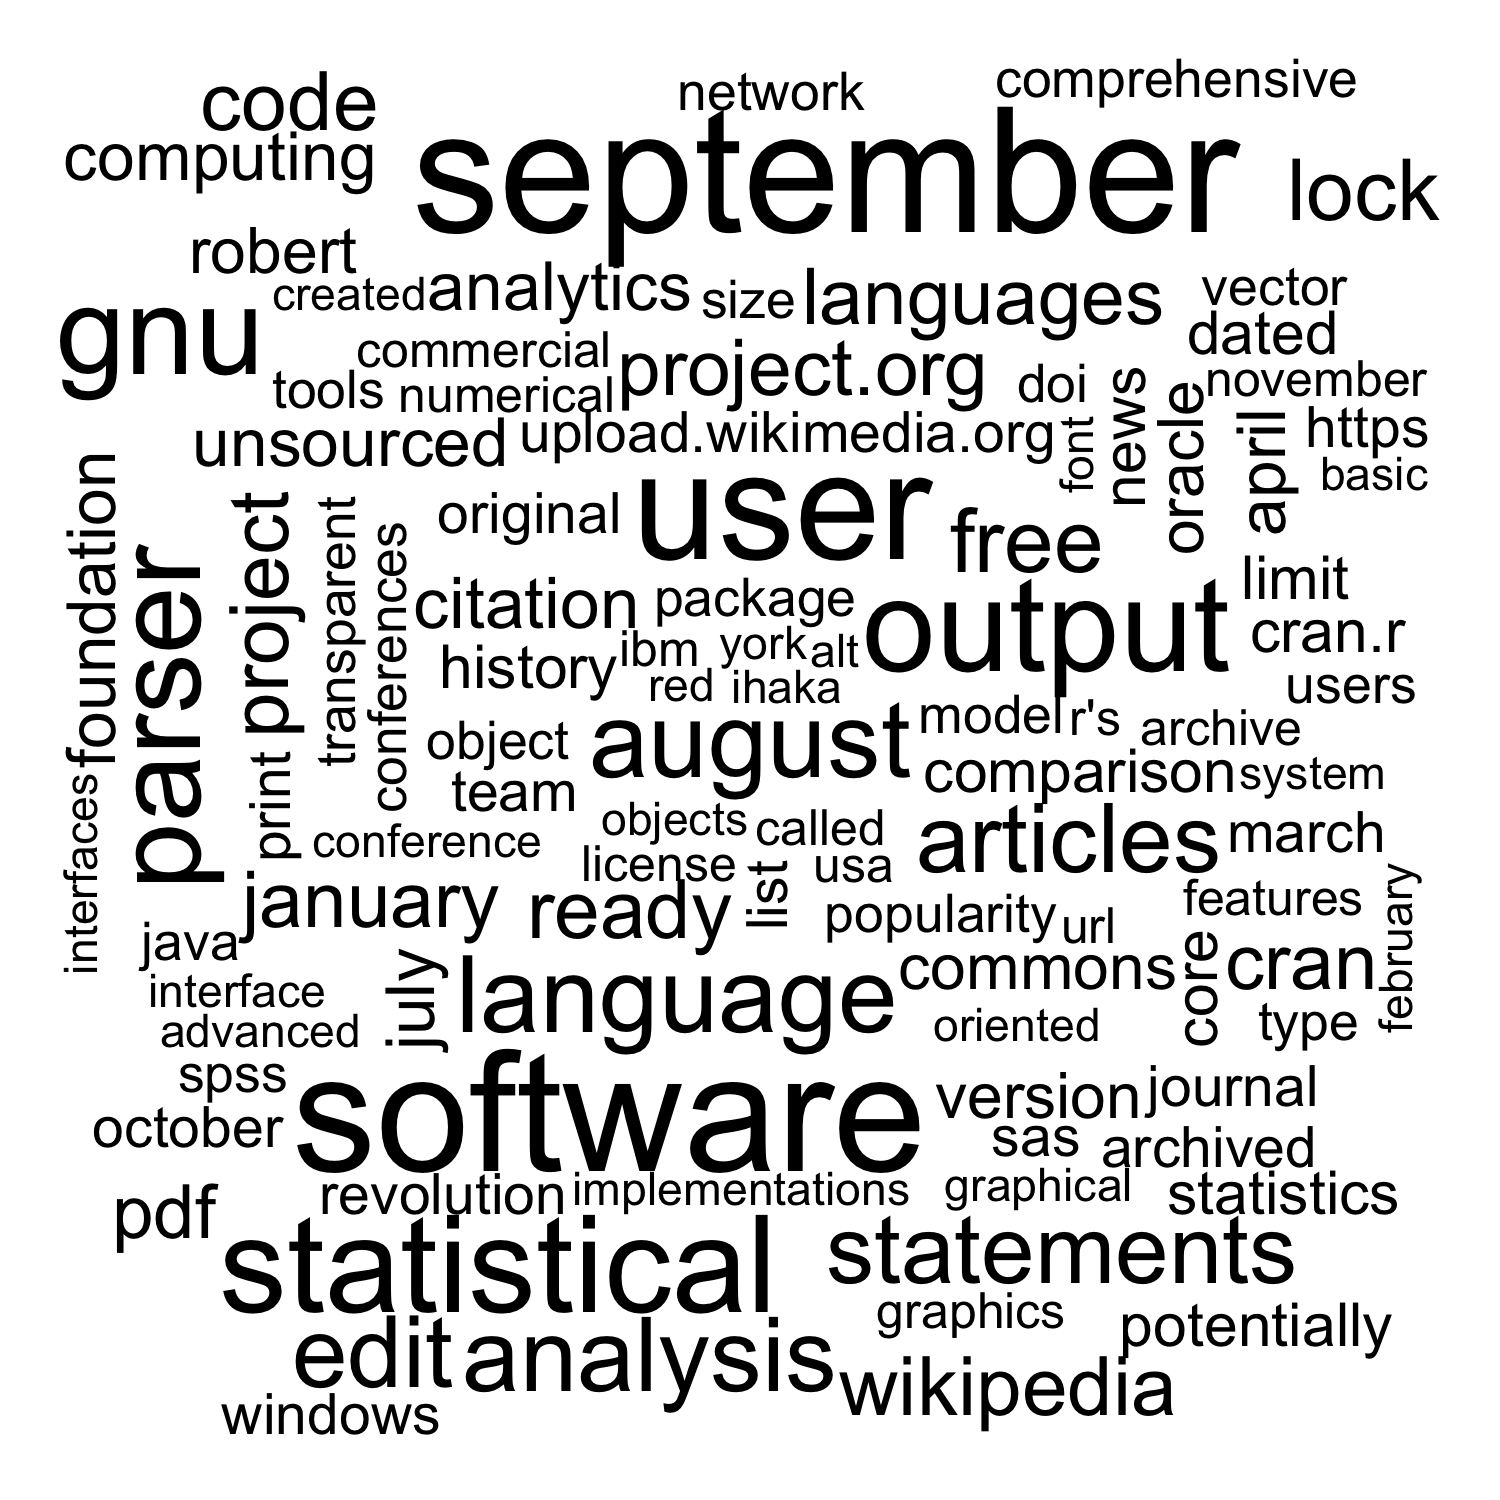 comprehensive
network
code
september
computing
lock
robert
analytics
created
size
languages
vector
gnu
dated
commercial
project.org
doi
november
tools
numerical
news
oracle
april
https
unsourced
upload.wikimedia.org
font
basic
foundation
parser
project
transparent
conferences
original
user
free
citation
package
output
limit
cran.r
history
ibm
york
alt
red
ihaka
users
object
august
model
r's
archive
comparison
system
interfaces
print
team
objects
called
articles
march
conference
license
list
usa
january
ready
popularity
url
features
february
java
language
commons
core
cran
interface
july
advanced
oriented
type
spss
software
version
journal
october
sas
archived
pdf
revolution
implementations
graphical
statistics
statistical
statements
graphics
potentially
edit
analysis
wikipedia
windows